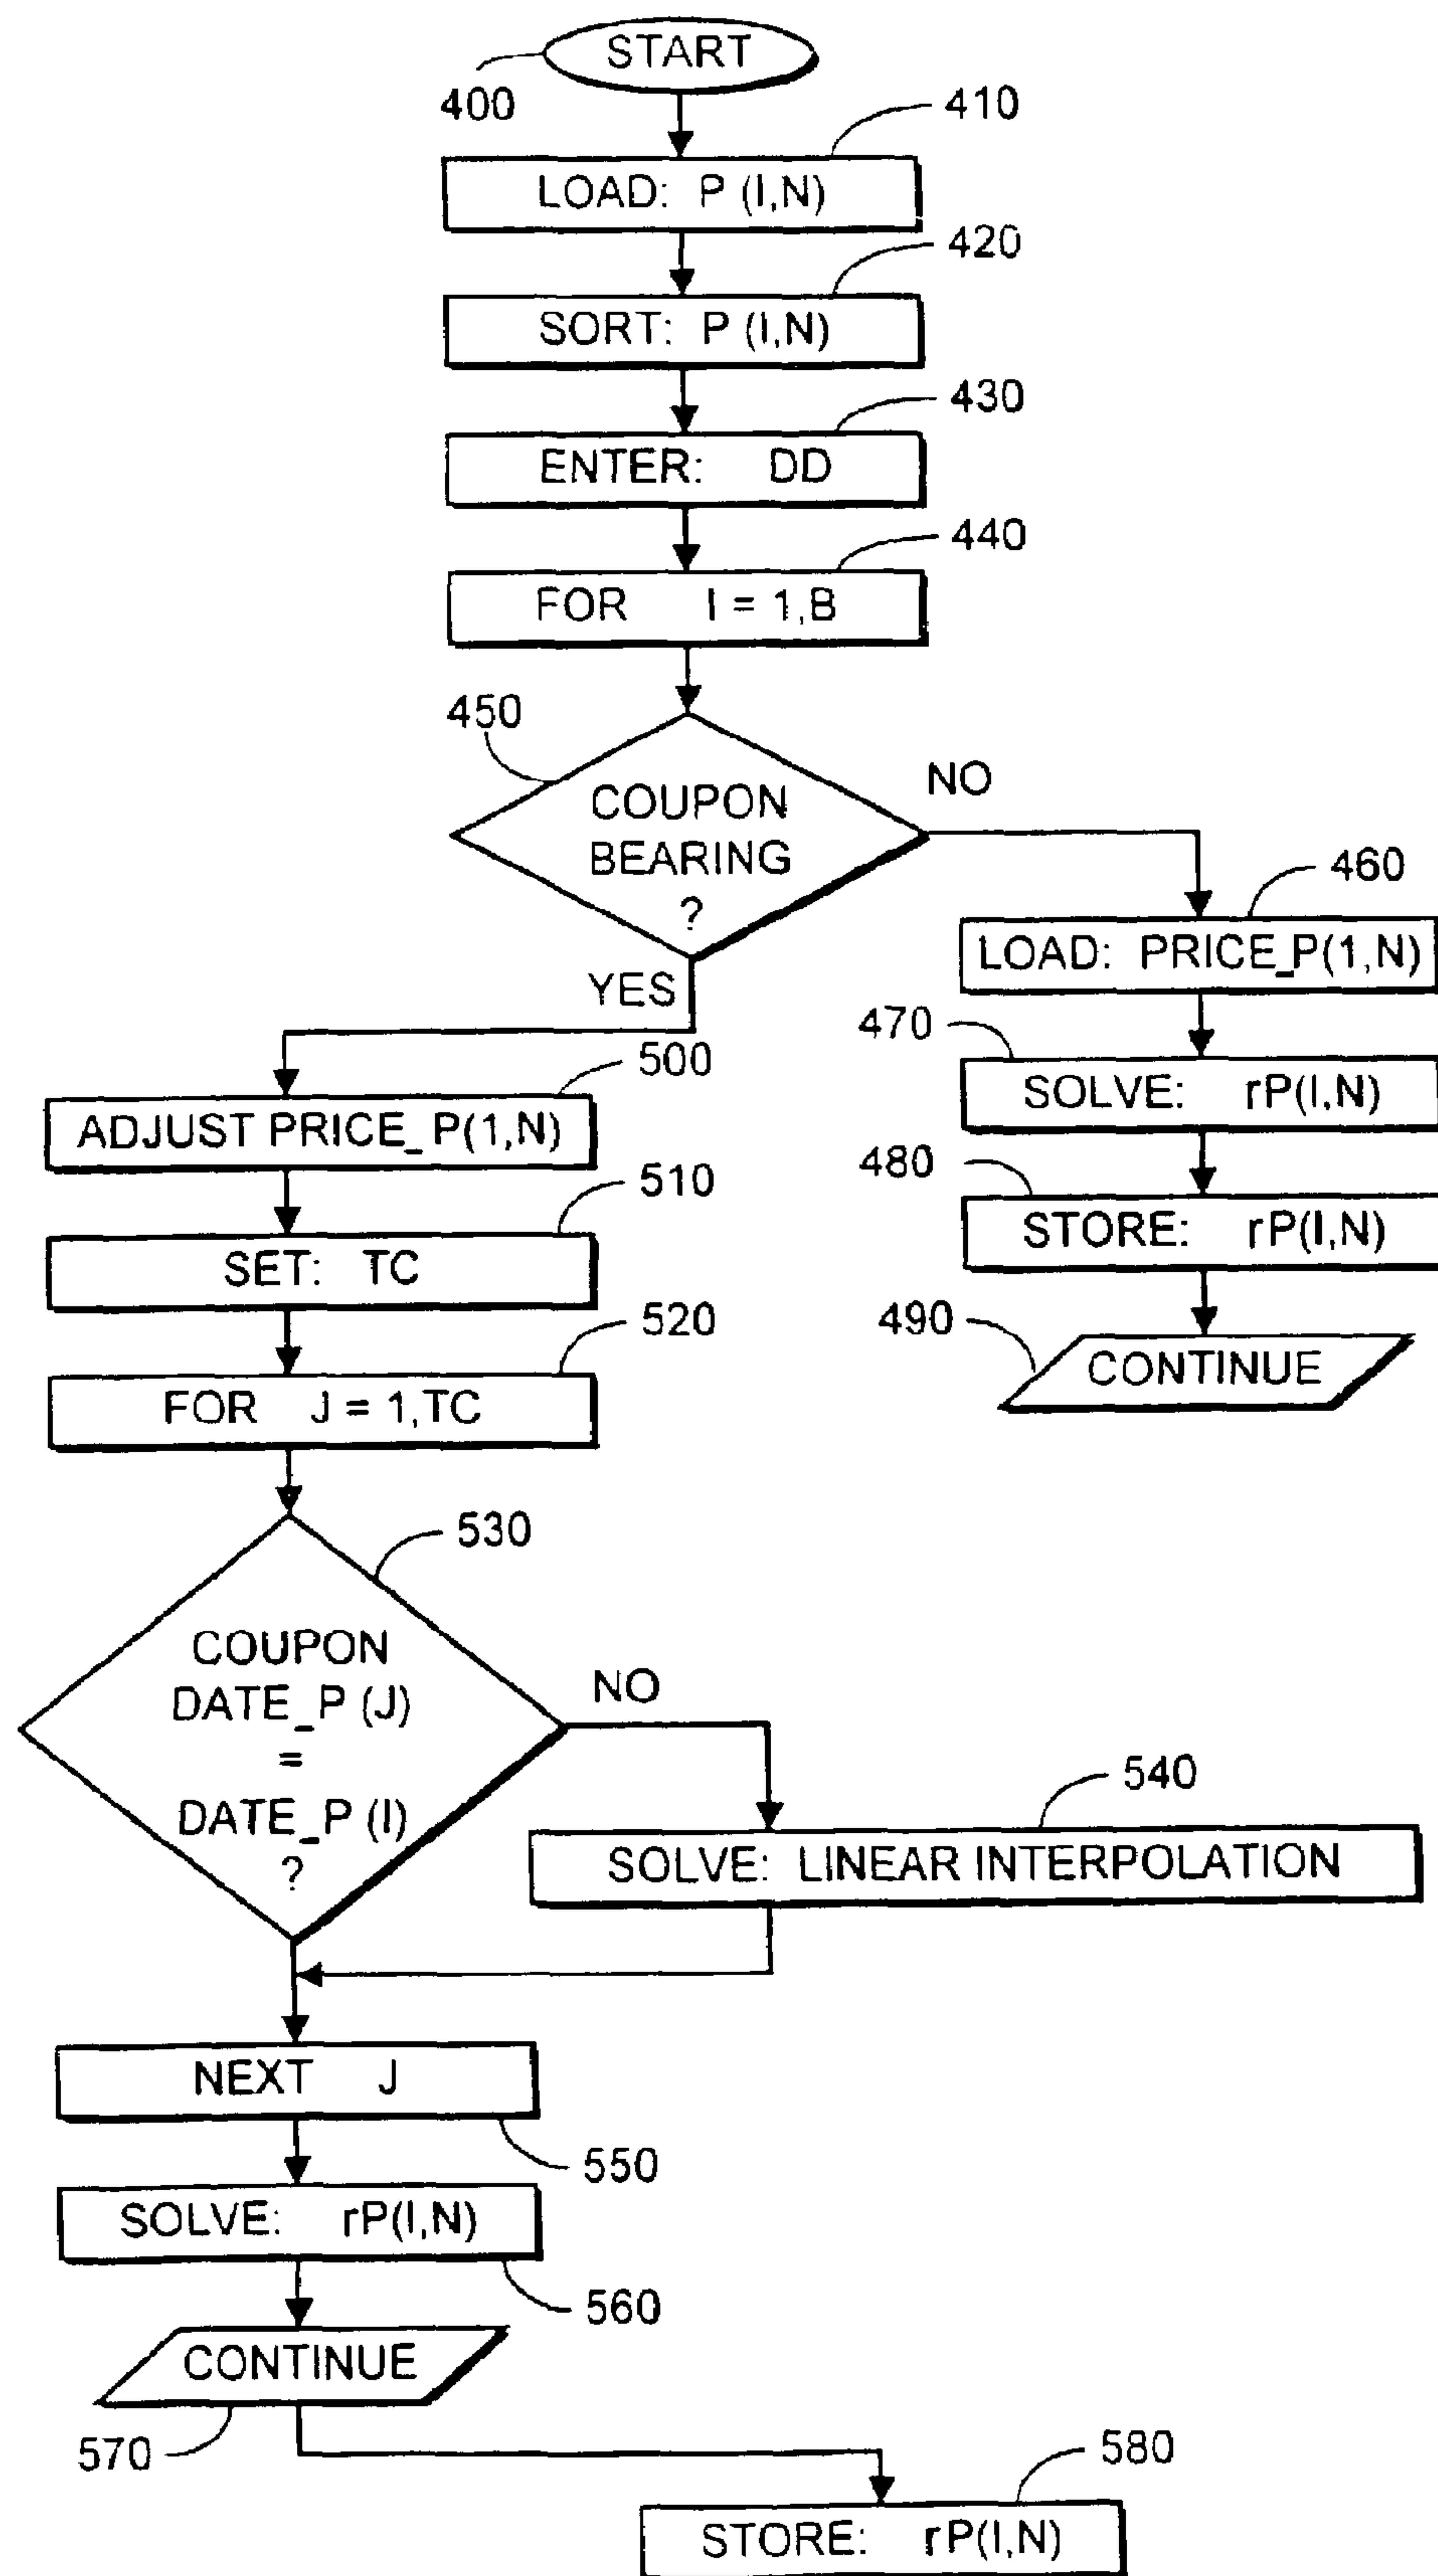 START
400
410
LOAD: P (I,N)
420
SORT: P (I,N)
430
ENTER: DD
440
FOR I = 1,B
450
COUPON
BEARING
?
NO
YES
460
LOAD: PRICE_P(1,N)
470
SOLVE: rP(I,N)
480
STORE: rP(I,N)
490
CONTINUE
500
ADJUST PRICE_P(1,N)
510
SET: TC
520
FOR J = 1,TC
530
COUPON
DATE_P (J)
=
DATE_P (I)
?
NO
540
SOLVE: LINEAR INTERPOLATION
NEXT J
550
SOLVE: rP(I,N)
560
CONTINUE
570
580
STORE: rP(I,N)